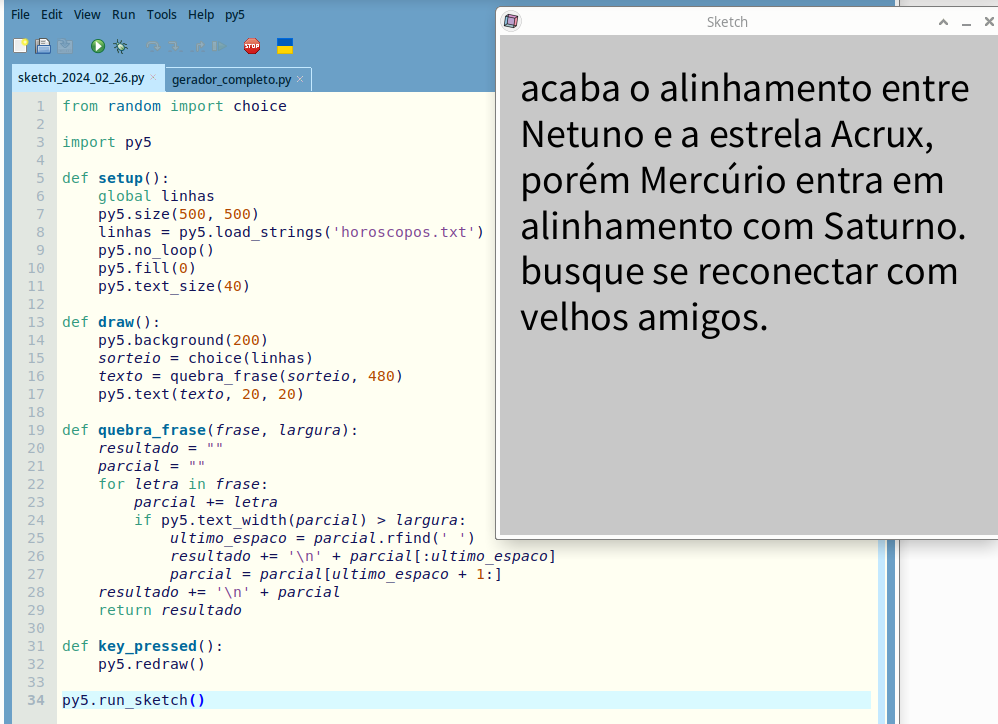 File Edit View Run Tools Help py5
STOP
sketch_2024_02_26.py × gerador_completo.py ×
1 from random import choice
2
3 import py5
4
5 def setup():
6     global linhas
7     py5.size(500, 500)
8     linhas = py5.load_strings('horoscopos.txt')
9     py5.no_loop()
10     py5.fill(0)
11     py5.text_size(40)
12
13 def draw():
14     py5.background(200)
15     sorteio = choice(linhas)
16     texto = quebra_frase(sorteio, 480)
17     py5.text(texto, 20, 20)
18
19 def quebra_frase(frase, largura):
20     resultado = ""
21     parcial = ""
22     for letra in frase:
23         parcial += letra
24         if py5.text_width(parcial) > largura:
25             ultimo_espaco = parcial.rfind(' ')
26             resultado += '\n' + parcial[:ultimo_espaco]
27             parcial = parcial[ultimo_espaco + 1:]
28     resultado += '\n' + parcial
29     return resultado
30
31 def key_pressed():
32     py5.redraw()
33
34 py5.run_sketch()
Sketch
acaba o alinhamento entre
Netuno e a estrela Acrux,
porém Mercúrio entra em
alinhamento com Saturno.
busque se reconectar com
velhos amigos.